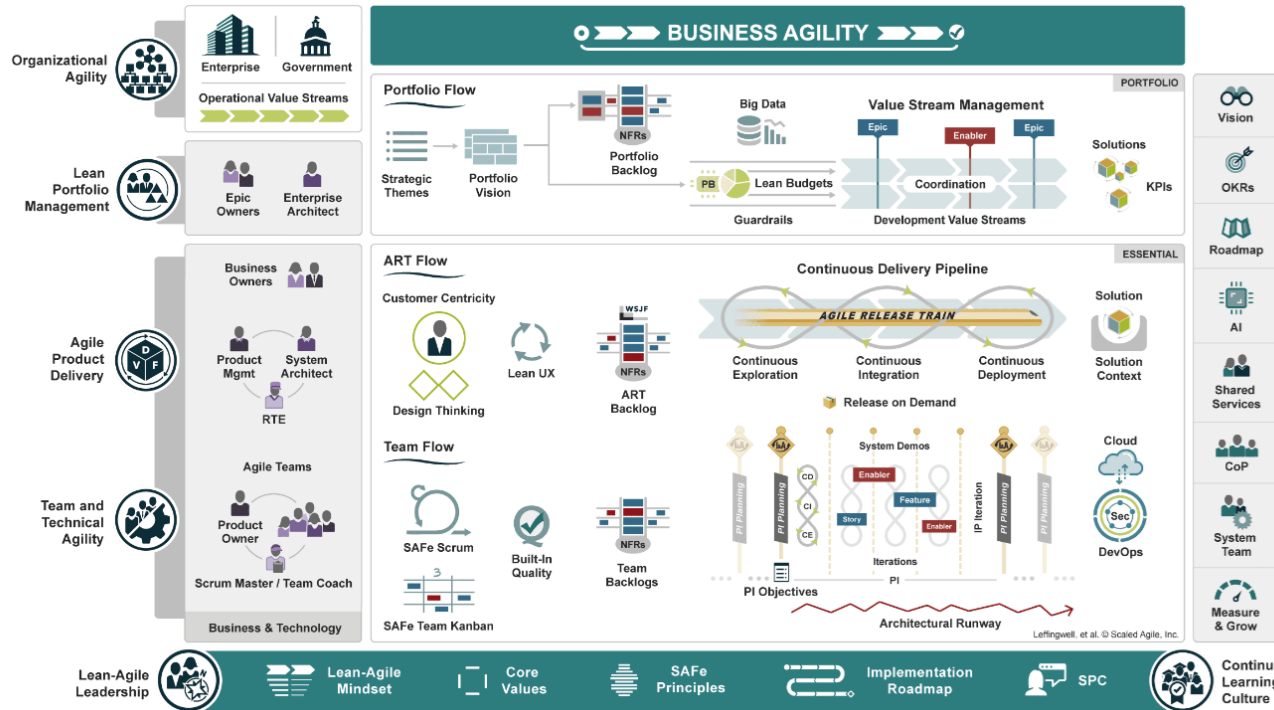 Organizational
Agility
Enterprise
Government
Operational Value Streams
BUSINESS AGILITY
Lean
Portfolio
Management
Epic
Owners
Enterprise
Architect
PORTFOLIO
Portfolio Flow
Strategic
Themes
Portfolio
Vision
NFRs
Portfolio
Backlog
Big Data
PB
Lean Budgets
Guardrails
Value Stream Management
Epic
Enabler
Epic
Coordination
Development Value Streams
Solutions
KPIs
Agile
Product
Delivery
D
V
F
Business
Owners
Product
Mgmt
System
Architect
RTE
Team and
Technical
Agility
Agile Teams
Product
Owner
Scrum Master / Team Coach
Business & Technology
ESSENTIAL
ART Flow
Customer Centricity
Design Thinking
Lean UX
WSJF
NFRs
ART
Backlog
Continuous Delivery Pipeline
AGILE RELEASE TRAIN
Continuous
Exploration
Continuous
Integration
Continuous
Deployment
Release on Demand
Solution
Solution
Context
Team Flow
SAFe Scrum
3
SAFe Team Kanban
Built-In
Quality
NFRs
Team
Backlogs
I&A
I&A
I&A
I&A
PI Planning
PI Planning
CD
CI
CE
System Demos
Enabler
Feature
Story
Enabler
Iterations
IP Iteration
PI Planning
PI Planning
PI
PI Objectives
Architectural Runway
Cloud
Sec
DevOps
Leffingwell, et al. © Scaled Agile, Inc.
Vision
OKRs
Roadmap
AI
Shared
Services
CoP
System
Team
Measure
& Grow
Lean-Agile
Leadership
Lean-Agile
Mindset
Core
Values
SAFe
Principles
Implementation
Roadmap
SPC
Continu
Learning
Culture